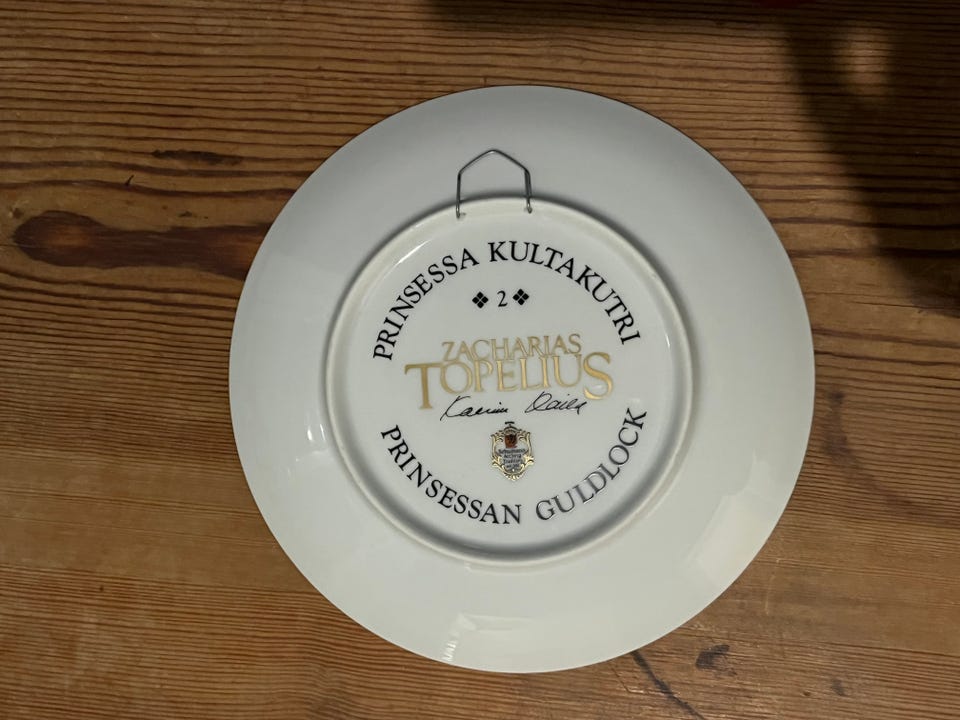 PRINSESSA KULTAKUTRI
2
ZACHARIAS
TOPELIUS
PRINSESSAN GULDLOCK